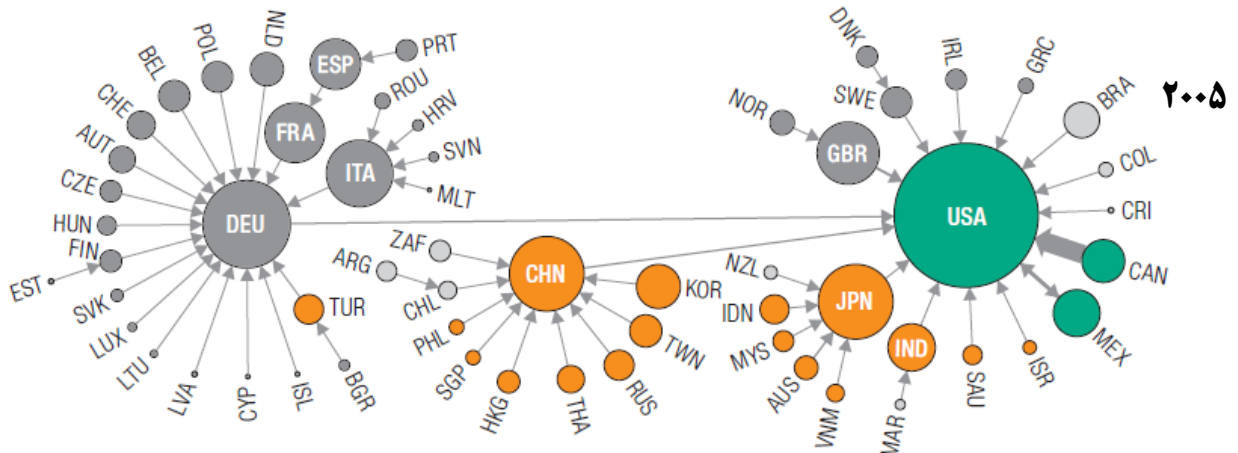 NLD
POL
BEL
CHE
AUT
CZE
HUN
FIN
EST
SVK
LUX
LTU
LVA
CYP
ISL
BGR
TUR
DEU
FRA
ESP
PRT
ITA
ROU
HRV
SVN
MLT
ZAF
ARG
CHL
PHL
SGP
HKG
THA
RUS
TWN
KOR
CHN
NOR
GBR
DNK
SWE
IRL
GRC
BRA
COL
CRI
CAN
MEX
USA
NZL
IDN
MYS
AUS
VNM
JPN
IND
MAR
SAU
ISR
۲۰۰۵